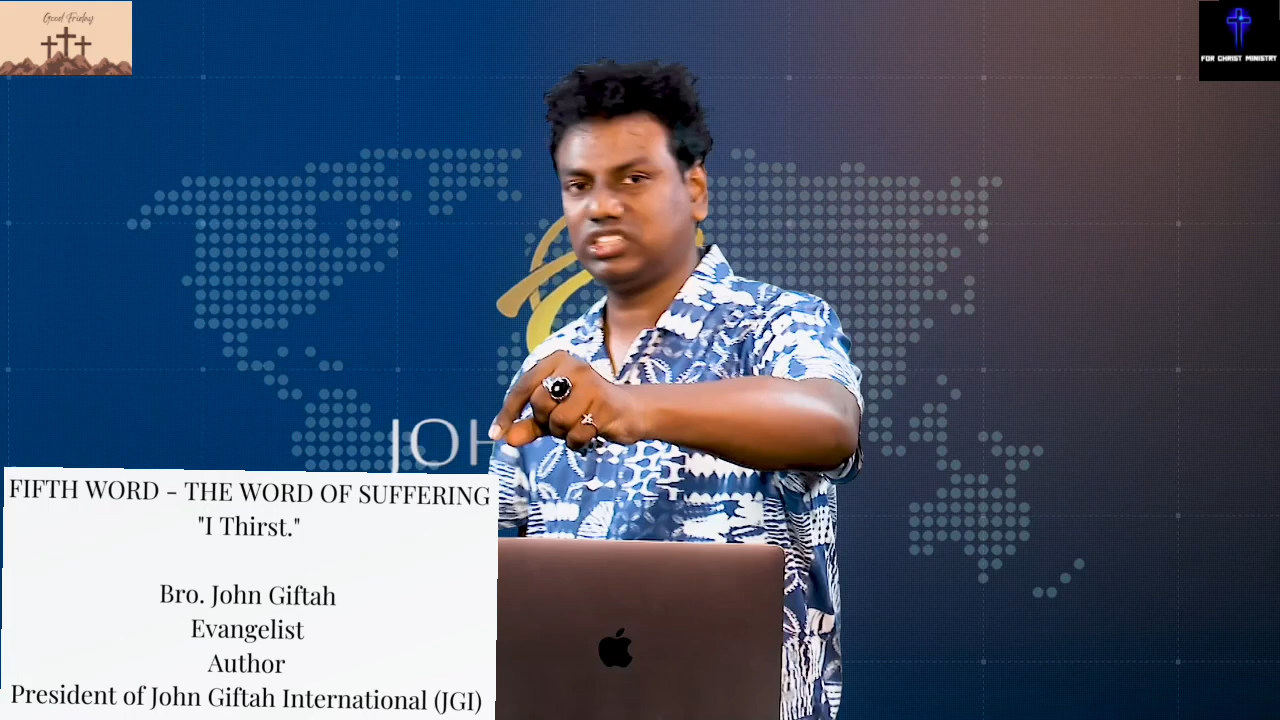 Good Friday
FOR CHRIST MINISTRY
JOH
FIFTH WORD - THE WORD OF SUFFERING
"I Thirst."
Bro. John Giftah
Evangelist
Author
President of John Giftah International (JGI)